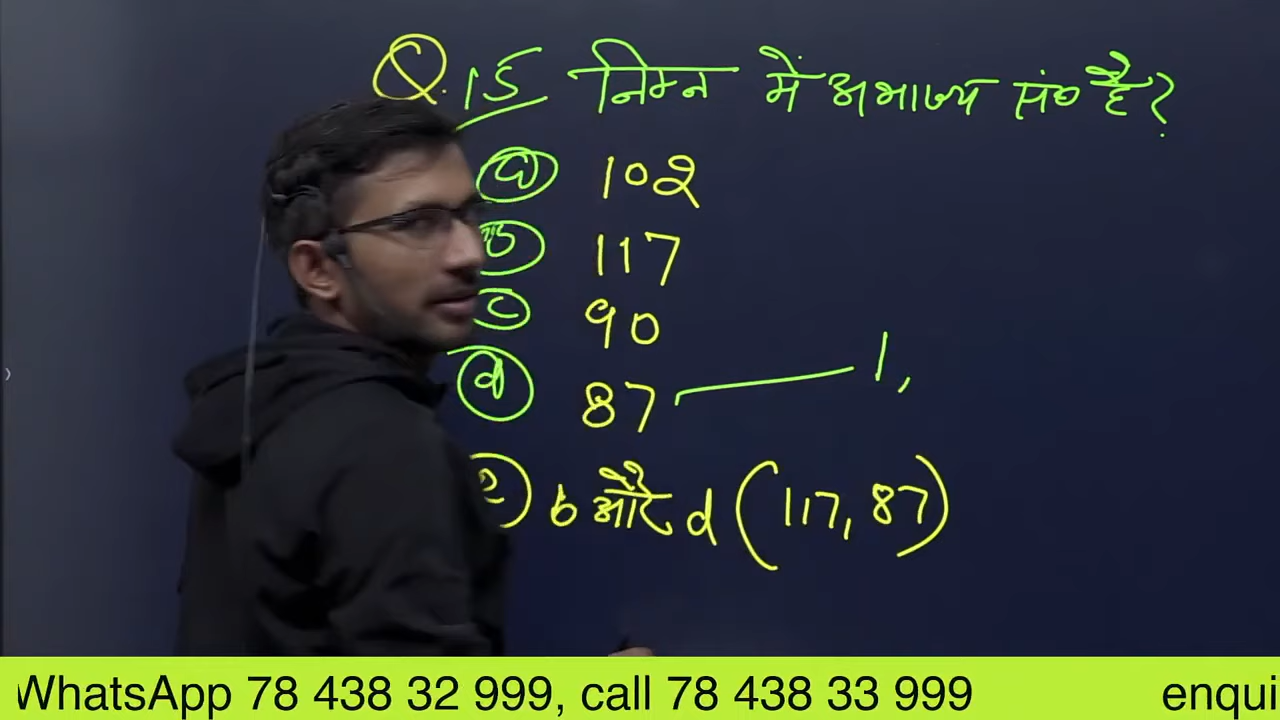 Q. 15 निम्न में अभाज्य सं० है?
a 102
b 117
c 90
d 87 1,
e b और d (117, 87)
WhatsApp 78 438 32 999, call 78 438 33 999 enqui